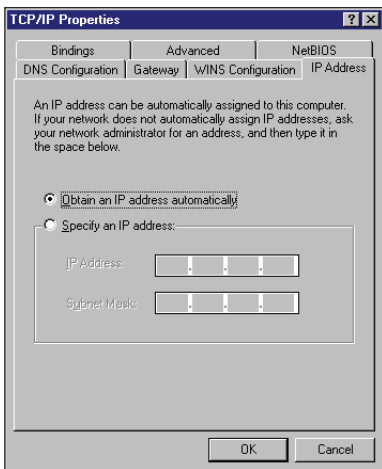 TCP/IP Properties
Bindings Advanced NetBIOS
DNS Configuration Gateway WINS Configuration IP Address
An IP address can be automatically assigned to this computer.
If your network does not automatically assign IP addresses, ask
your network administrator for an address, and then type it in
the space below.
Obtain an IP address automatically
Specify an IP address:
IP Address:
Subnet Mask:
OK Cancel